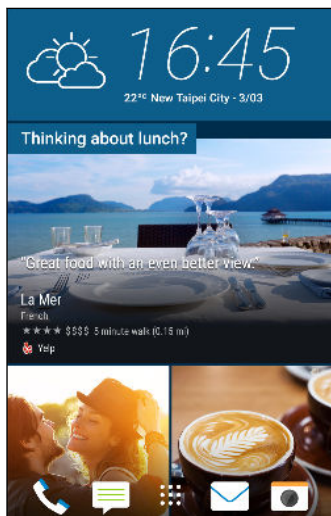 16:45
22°C New Taipei City - 3/03
Thinking about lunch?
"Great food with an even better view."
La Mer
French
★★★★ $$$$ 5 minute walk (0.15 mi)
Yelp